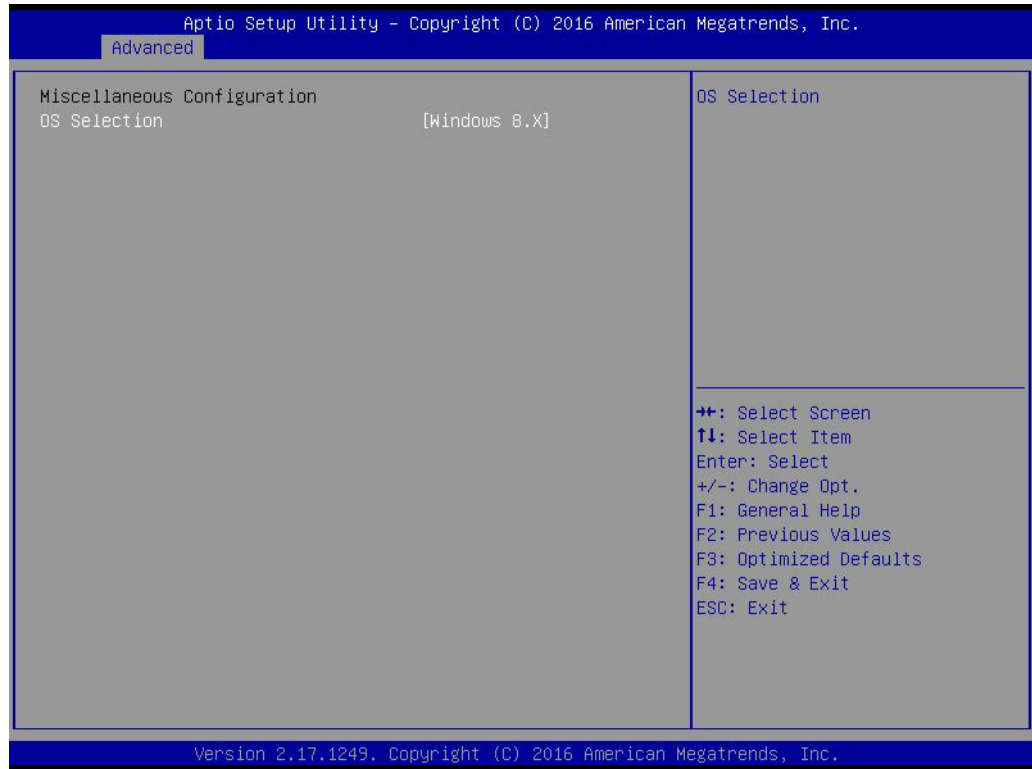 Aptio Setup Utility – Copyright (C) 2016 American Megatrends, Inc.
Advanced
Miscellaneous Configuration
OS Selection [Windows 8.X]
OS Selection
→←: Select Screen
↑↓: Select Item
Enter: Select
+/-: Change Opt.
F1: General Help
F2: Previous Values
F3: Optimized Defaults
F4: Save & Exit
ESC: Exit
Version 2.17.1249. Copyright (C) 2016 American Megatrends, Inc.